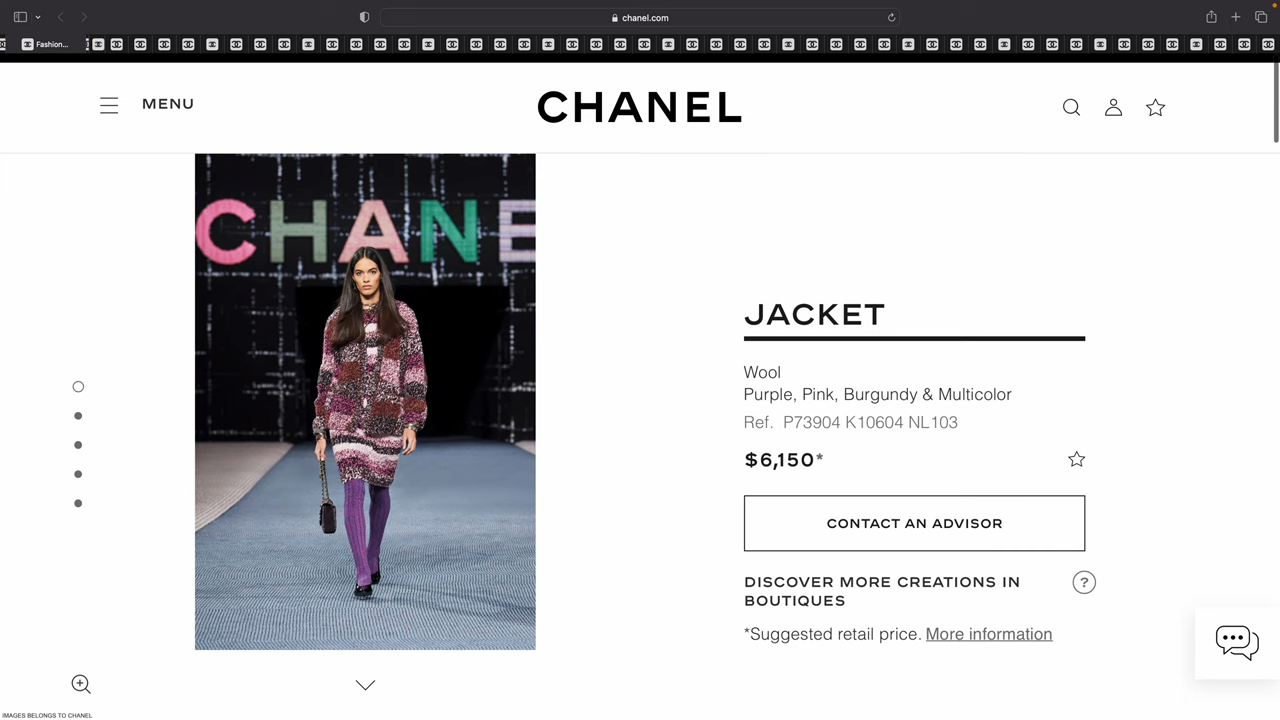 chanel.com
Fashion...
MENU
CHANEL
CHANE
JACKET
Wool
Purple, Pink, Burgundy & Multicolor
Ref. P73904 K10604 NL103
$6,150*
CONTACT AN ADVISOR
DISCOVER MORE CREATIONS IN
BOUTIQUES
?
*Suggested retail price. More information
IMAGES BELONGS TO CHANEL